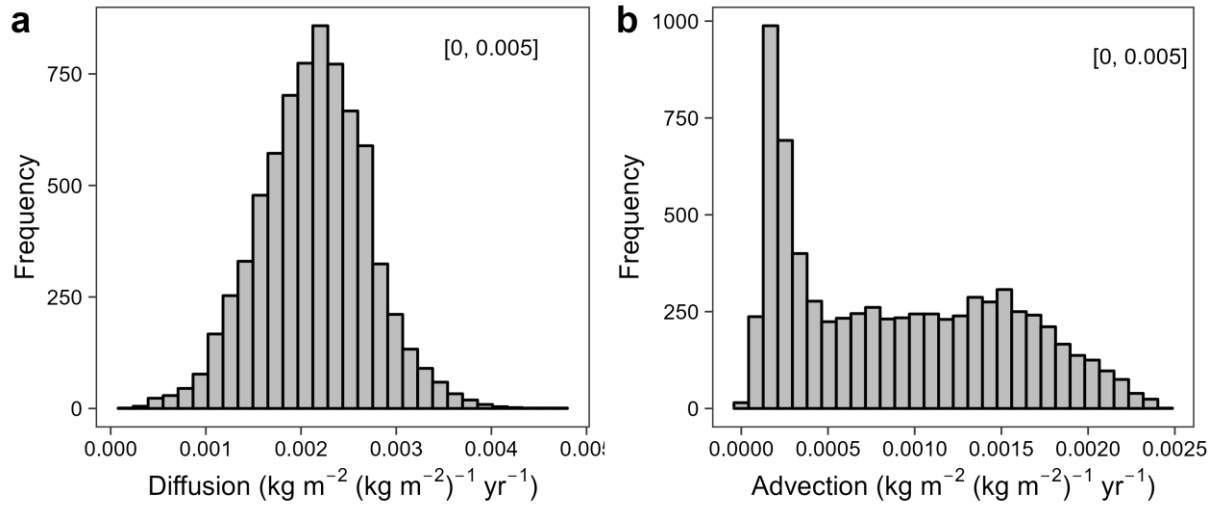 a
[0, 0.005]
750
500
250
0
Frequency
0.000 0.001 0.002 0.003 0.004 0.005
Diffusion (kg m⁻² (kg m⁻²)⁻¹ yr⁻¹)
b
[0, 0.005]
1000
750
500
250
0
Frequency
0.0000 0.0005 0.0010 0.0015 0.0020 0.0025
Advection (kg m⁻² (kg m⁻²)⁻¹ yr⁻¹)